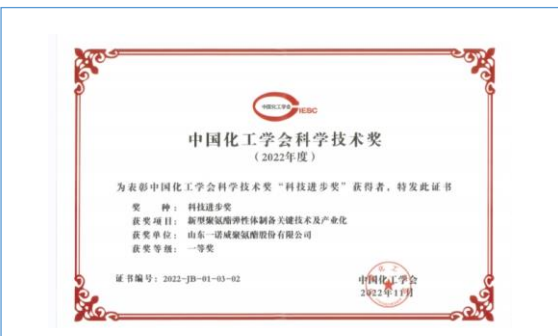 中国化工学会
IESC
中国化工学会科学技术奖
（2022年度）
为表彰中国化工学会科学技术奖“科技进步奖”获得者，特发此证书
奖 种：科技进步奖
获奖项目：新型聚氨酯弹性体制备关键技术及产业化
获奖单位：山东一诺威聚氨酯股份有限公司
获奖等级：一等奖
证书编号：2022-JB-01-03-02
中国化工学会
2022年11月